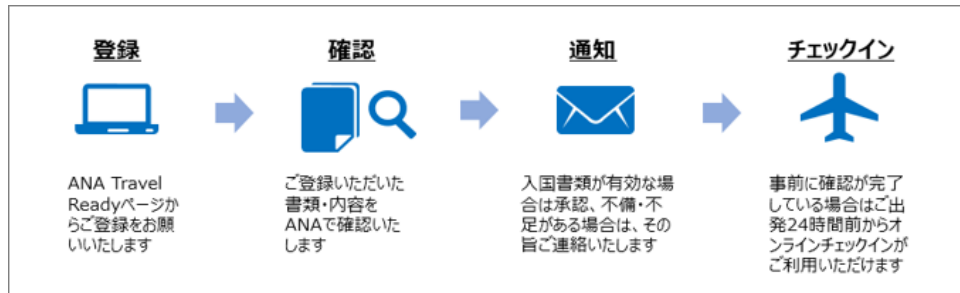 登録
ANA Travel
Readyページか
らご登録をお願
いいたします
確認
ご登録いただいた
書類・内容を
ANAで確認いた
します
通知
入国書類が有効な場
合は承認、不備・不
足がある場合は、その
旨ご連絡いたします
チェックイン
事前に確認が完了
している場合はご出
発24時間前からオ
ンラインチェックインが
ご利用いただけます